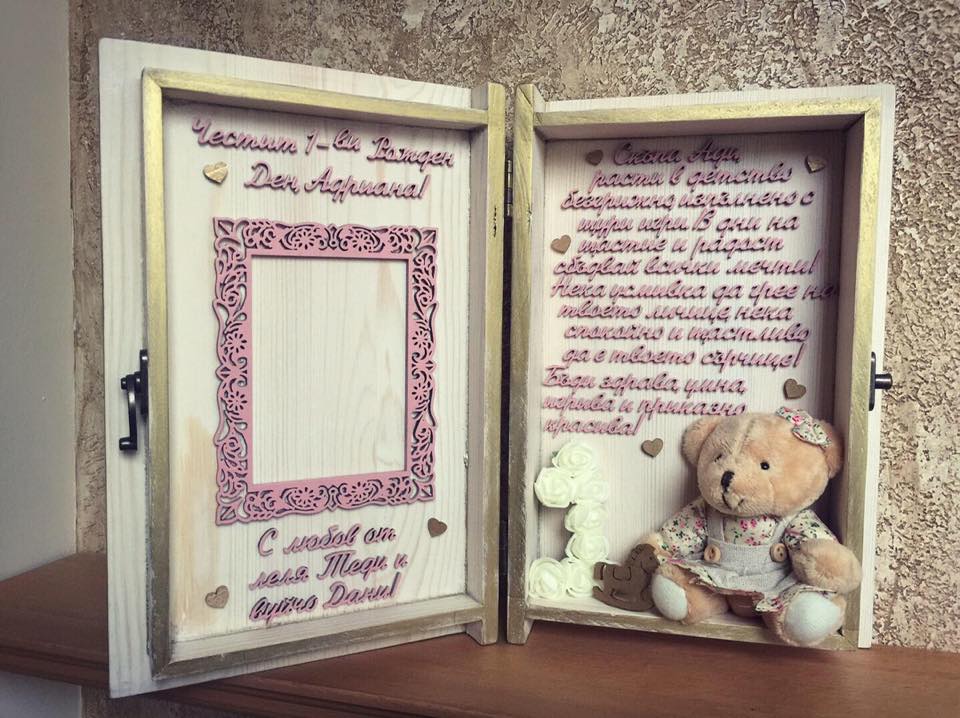 Честит 1-ви Рожден
Ден Адриана!
С любов от
леля Теди и
вуйчо Дани!
Скъпа Ади,
расти в детство
безгрижно, изпълнено с
щури игри. В дни на
щастие и радост
сбъдвай всички мечти!
Нека усмивка да грее на
твоето личице, нека
спокойно и щастливо
да е твоето сърчице!
Бъди здрава, умна,
игрива и приказно
красива!
1